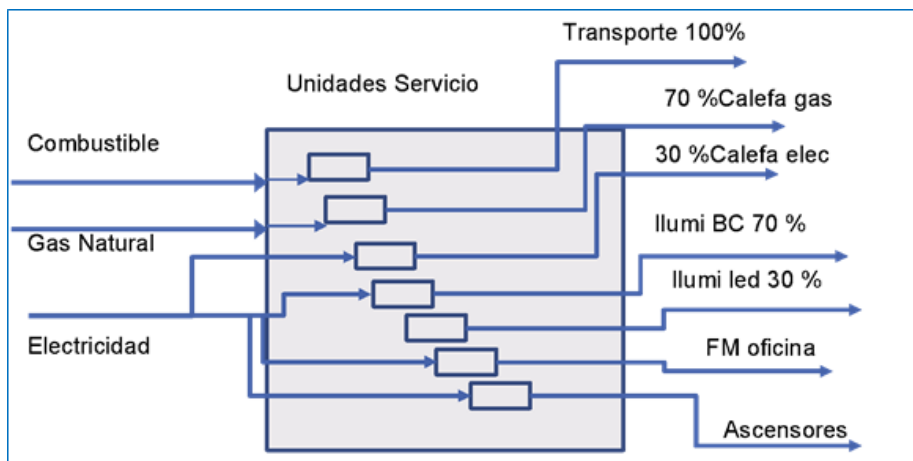 Transporte 100%
Unidades Servicio
70 %Calefa gas
Combustible
30 %Calefa elec
Ilumi BC 70 %
Gas Natural
Ilumi led 30 %
Electricidad
FM oficina
Ascensores